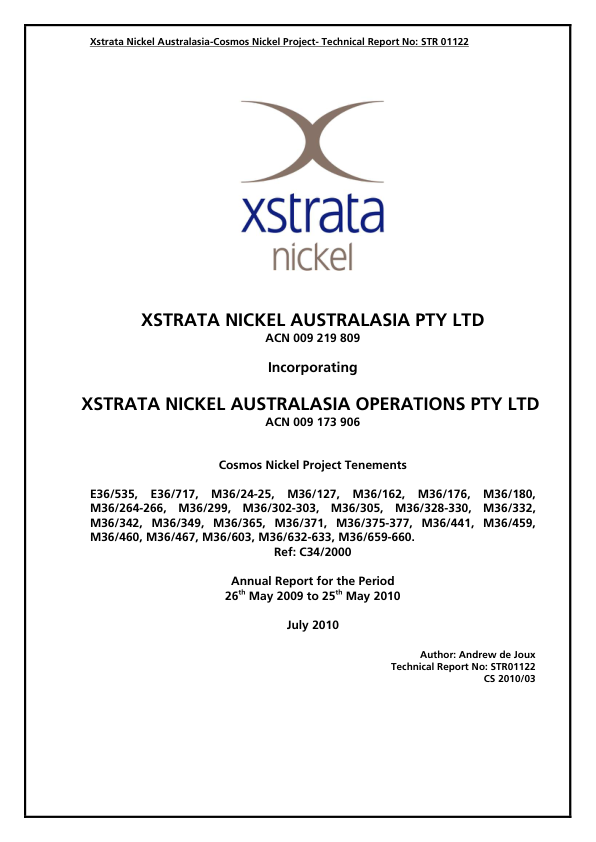 Xstrata Nickel Australasia-Cosmos Nickel Project- Technical Report No: STR 01122
xstrata
nickel
XSTRATA NICKEL AUSTRALASIA PTY LTD
ACN 009 219 809
Incorporating
XSTRATA NICKEL AUSTRALASIA OPERATIONS PTY LTD
ACN 009 173 906
Cosmos Nickel Project Tenements
E36/535, E36/717, M36/24-25, M36/127, M36/162, M36/176, M36/180,
M36/264-266, M36/299, M36/302-303, M36/305, M36/328-330, M36/332,
M36/342, M36/349, M36/365, M36/371, M36/375-377, M36/441, M36/459,
M36/460, M36/467, M36/603, M36/632-633, M36/659-660.
Ref: C34/2000
Annual Report for the Period
26th May 2009 to 25th May 2010
July 2010
Author: Andrew de Joux
Technical Report No: STR01122
CS 2010/03